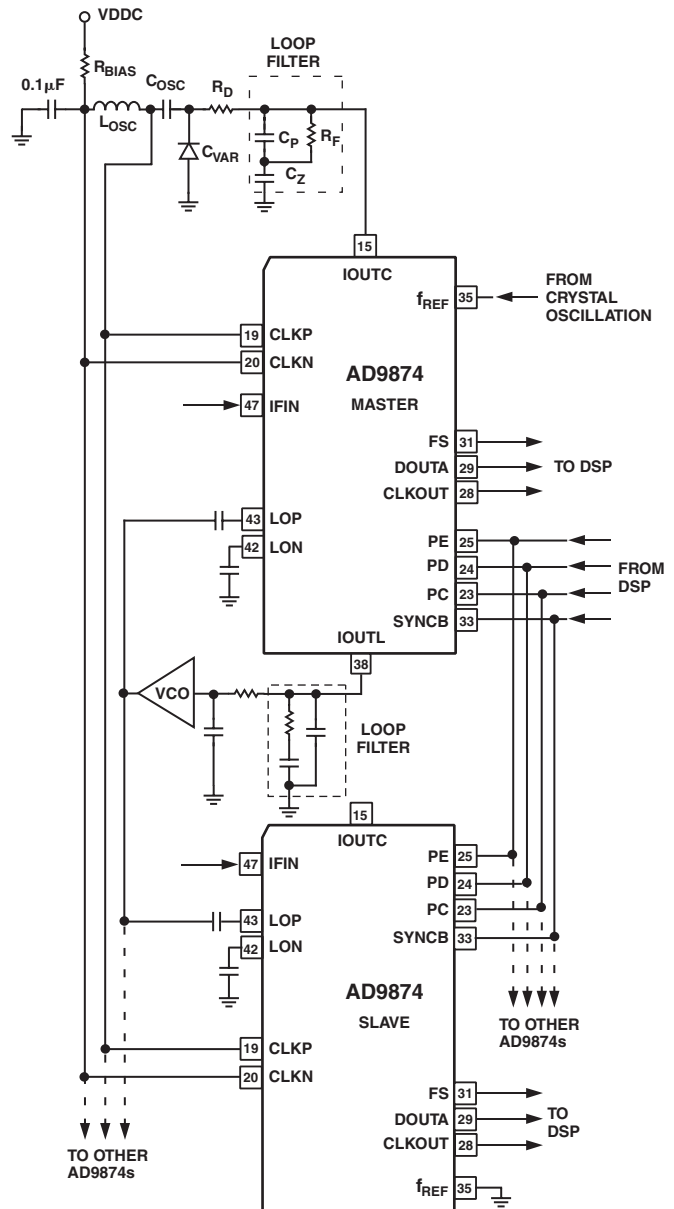 VDDC
LOOP
FILTER
RBIAS
0.1µF
COSC
RD
LOSC
CVAR
CP
RF
CZ
15
IOUTC
fREF
35
FROM
CRYSTAL
OSCILLATION
19 CLKP
20 CLKN
AD9874
MASTER
47 IFIN
FS 31
DOUTA 29
TO DSP
CLKOUT 28
43 LOP
42 LON
PE 25
PD 24
FROM
DSP
PC 23
SYNCB 33
IOUTL
38
VCO
LOOP
FILTER
15
IOUTC
47 IFIN
PE 25
PD 24
43 LOP
PC 23
42 LON
SYNCB 33
AD9874
SLAVE
TO OTHER
AD9874s
19 CLKP
20 CLKN
FS 31
DOUTA 29
TO
DSP
CLKOUT 28
TO OTHER
AD9874s
fREF 35